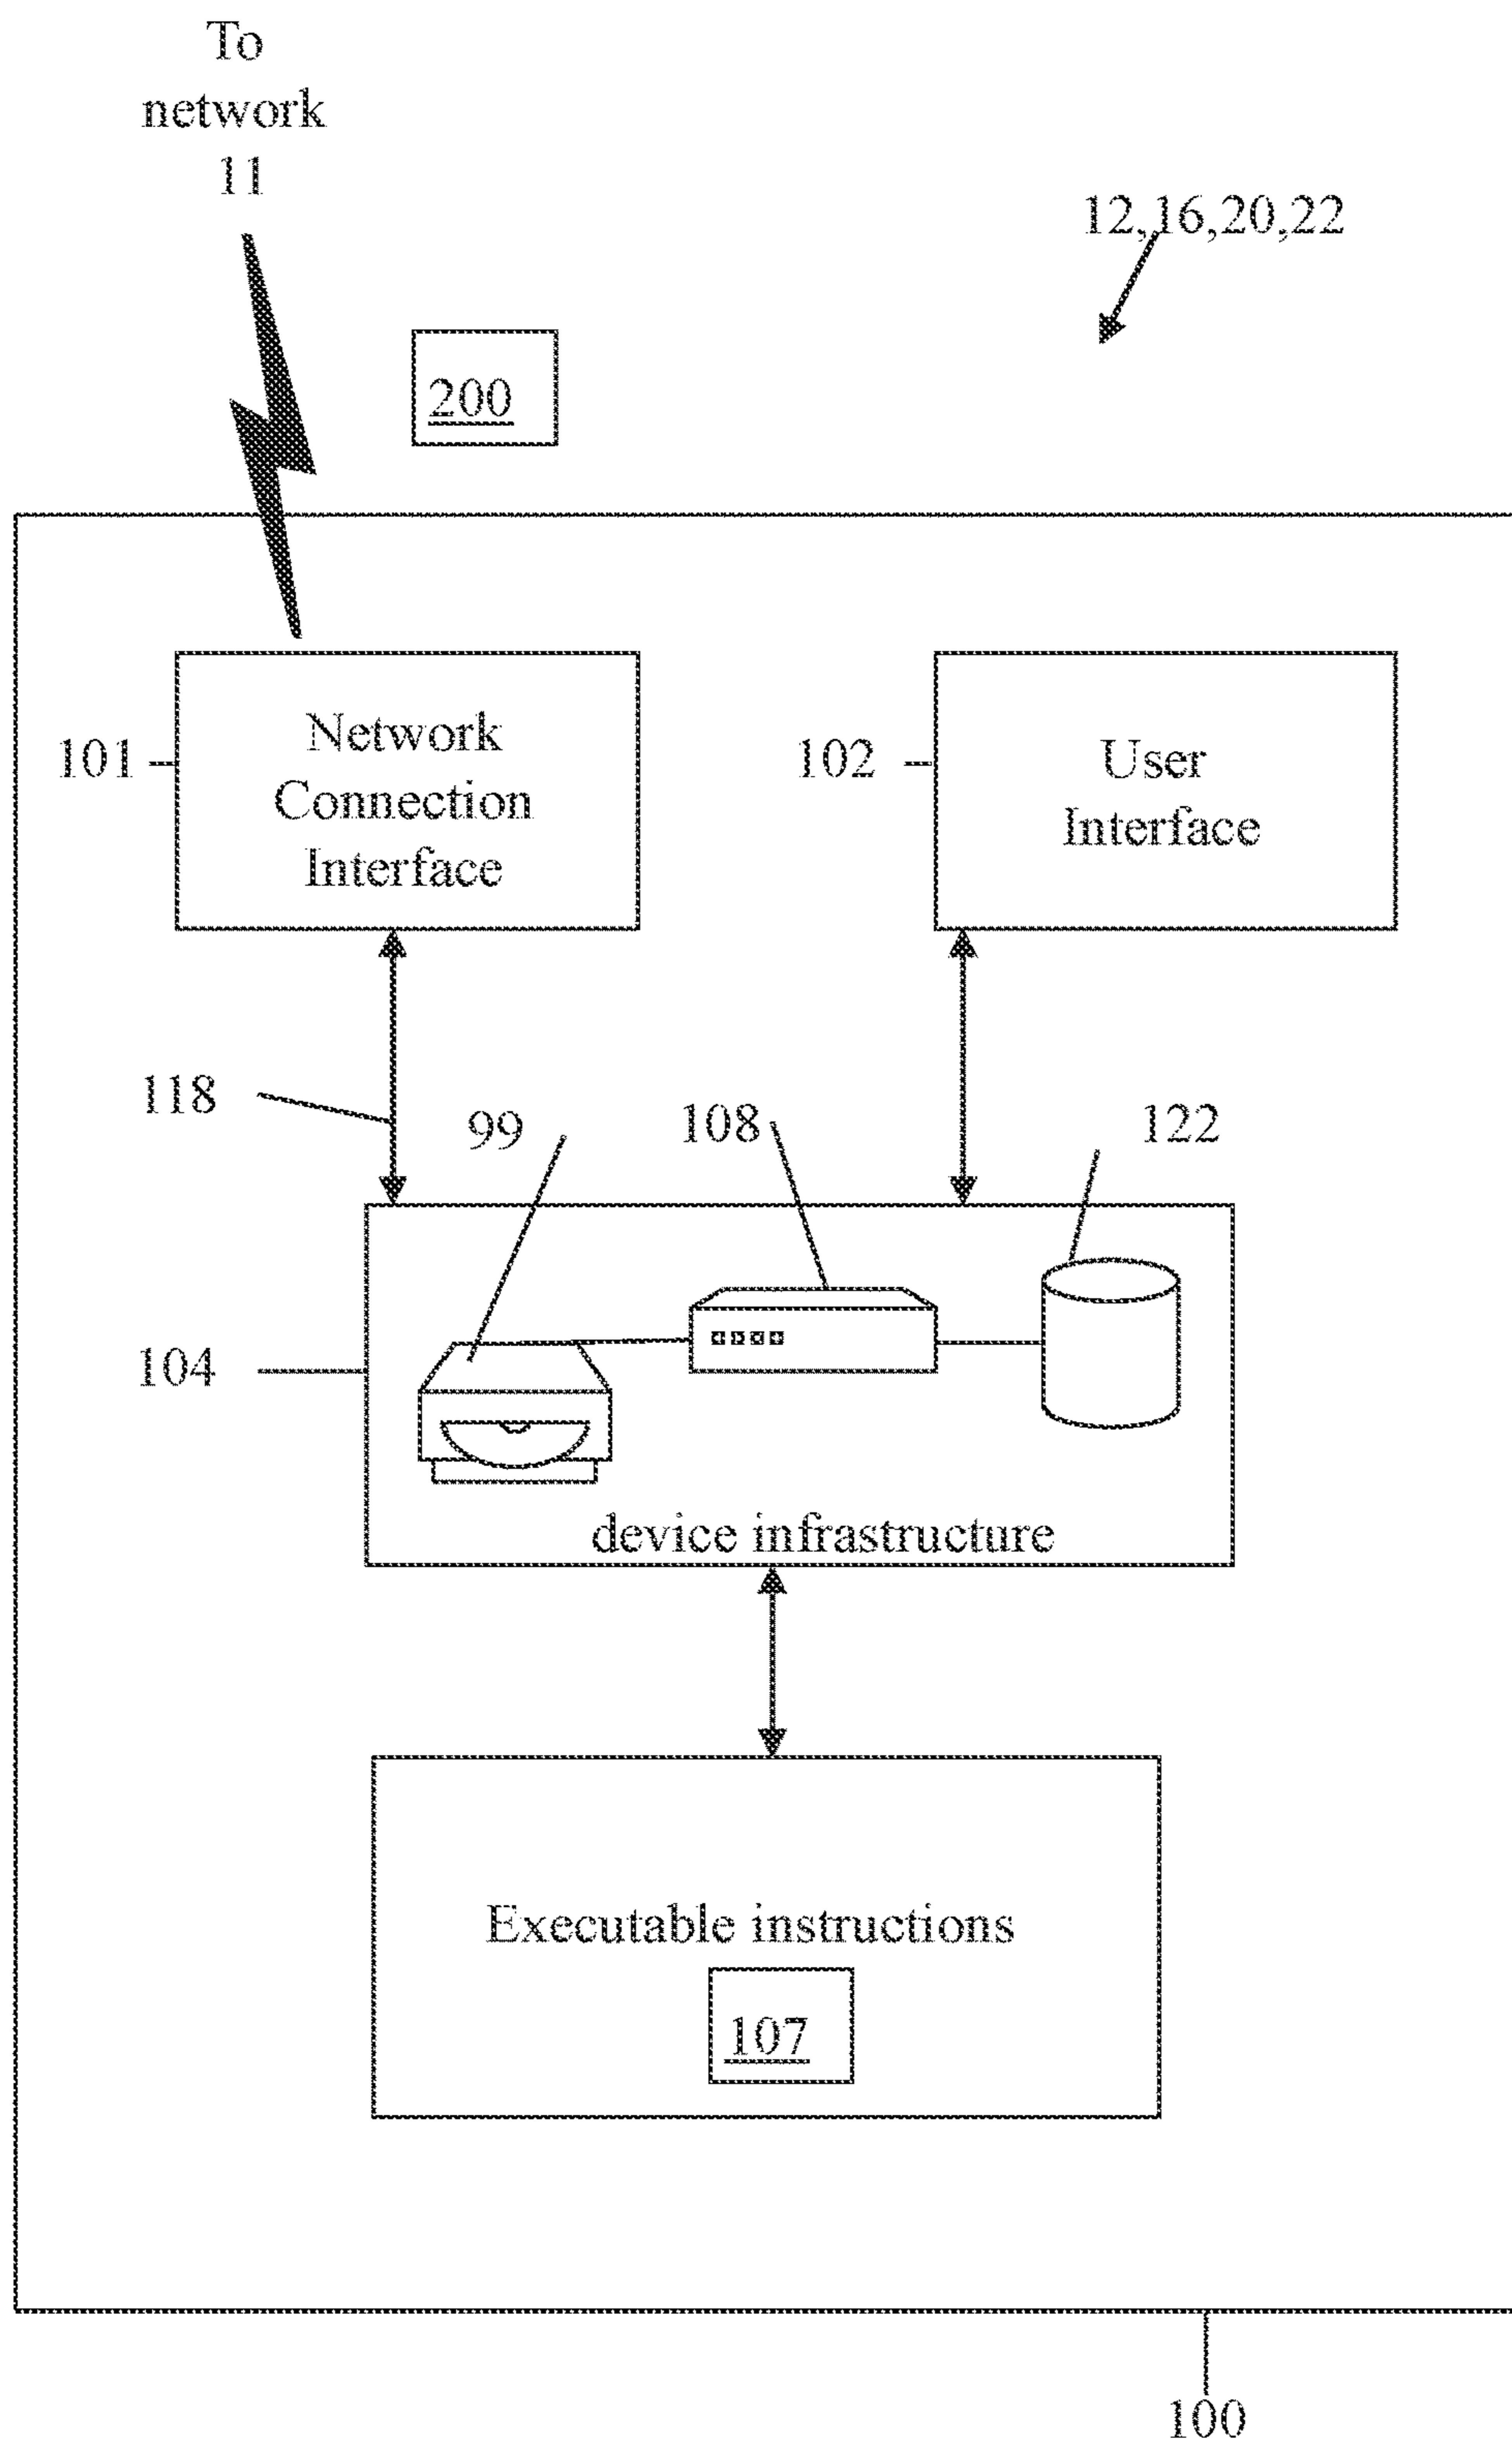 To
network
11
12,16,20,22
200
101
Network
Connection
Interface
102
User
Interface
118
99
108
122
104
device infrastructure
Executable instructions
107
100